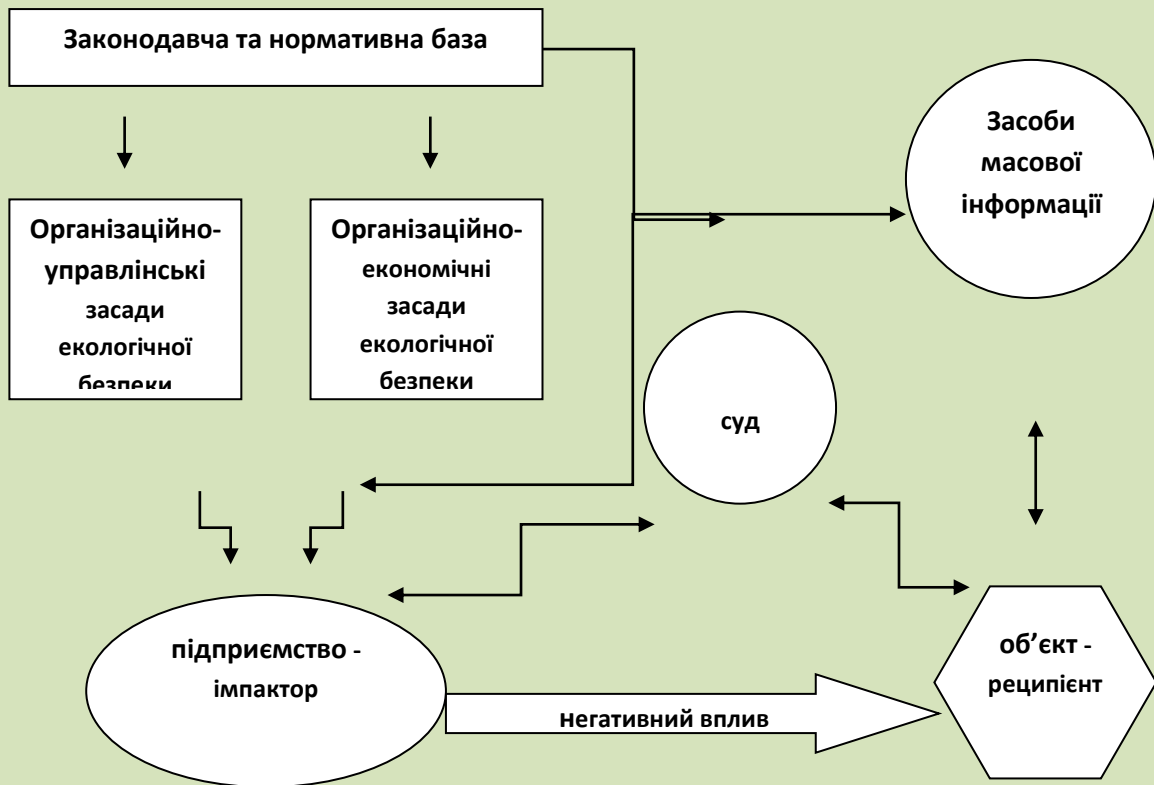 Законодавча та нормативна база
Засоби
масової
інформації
Організаційно-
управлінські
засади
екологічної
безпеки
Організаційно-
економічні
засади
екологічної
безпеки
суд
підприємство -
імпактор
негативний вплив
об’єкт -
реципієнт